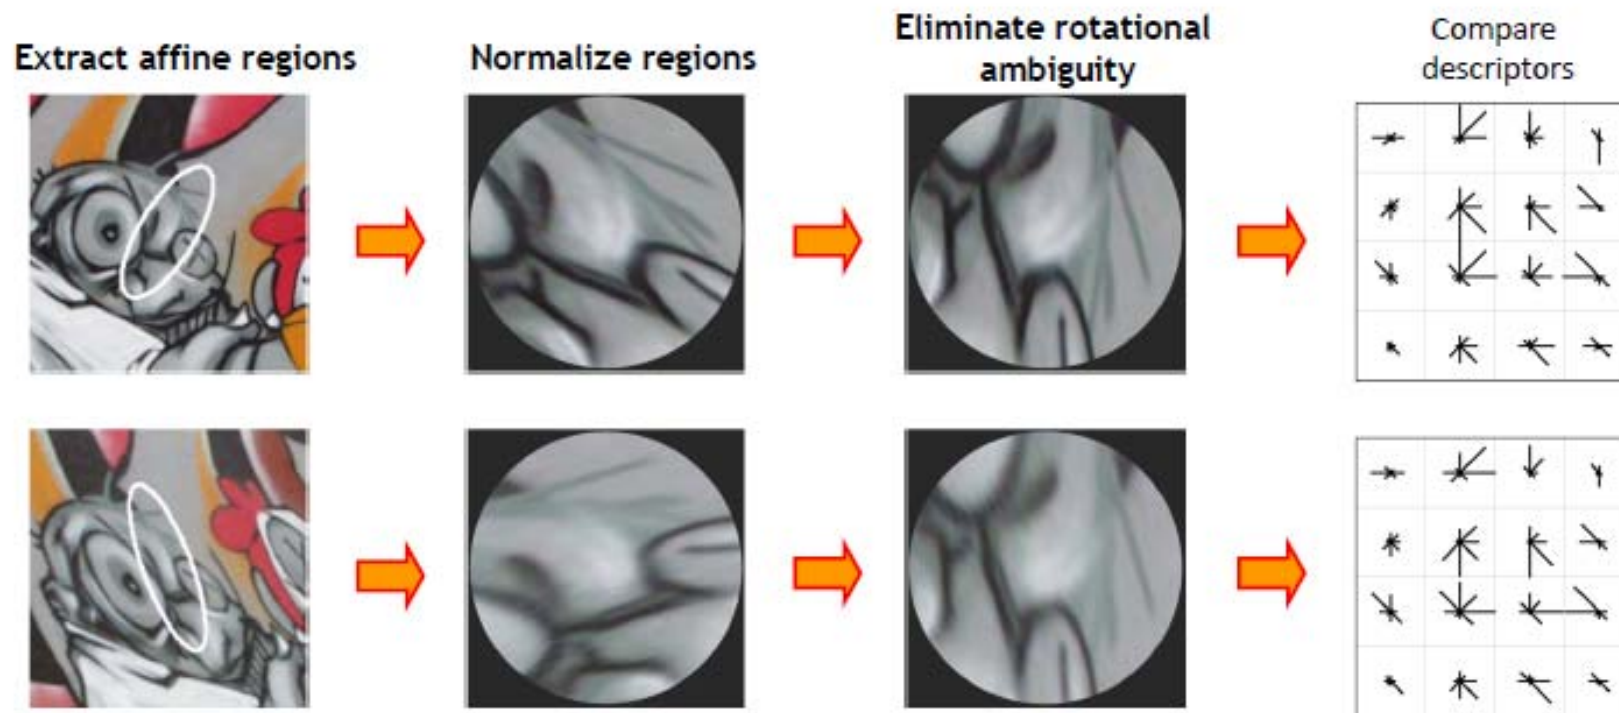 Extract affine regions
Normalize regions
Eliminate rotational
ambiguity
Compare
descriptors